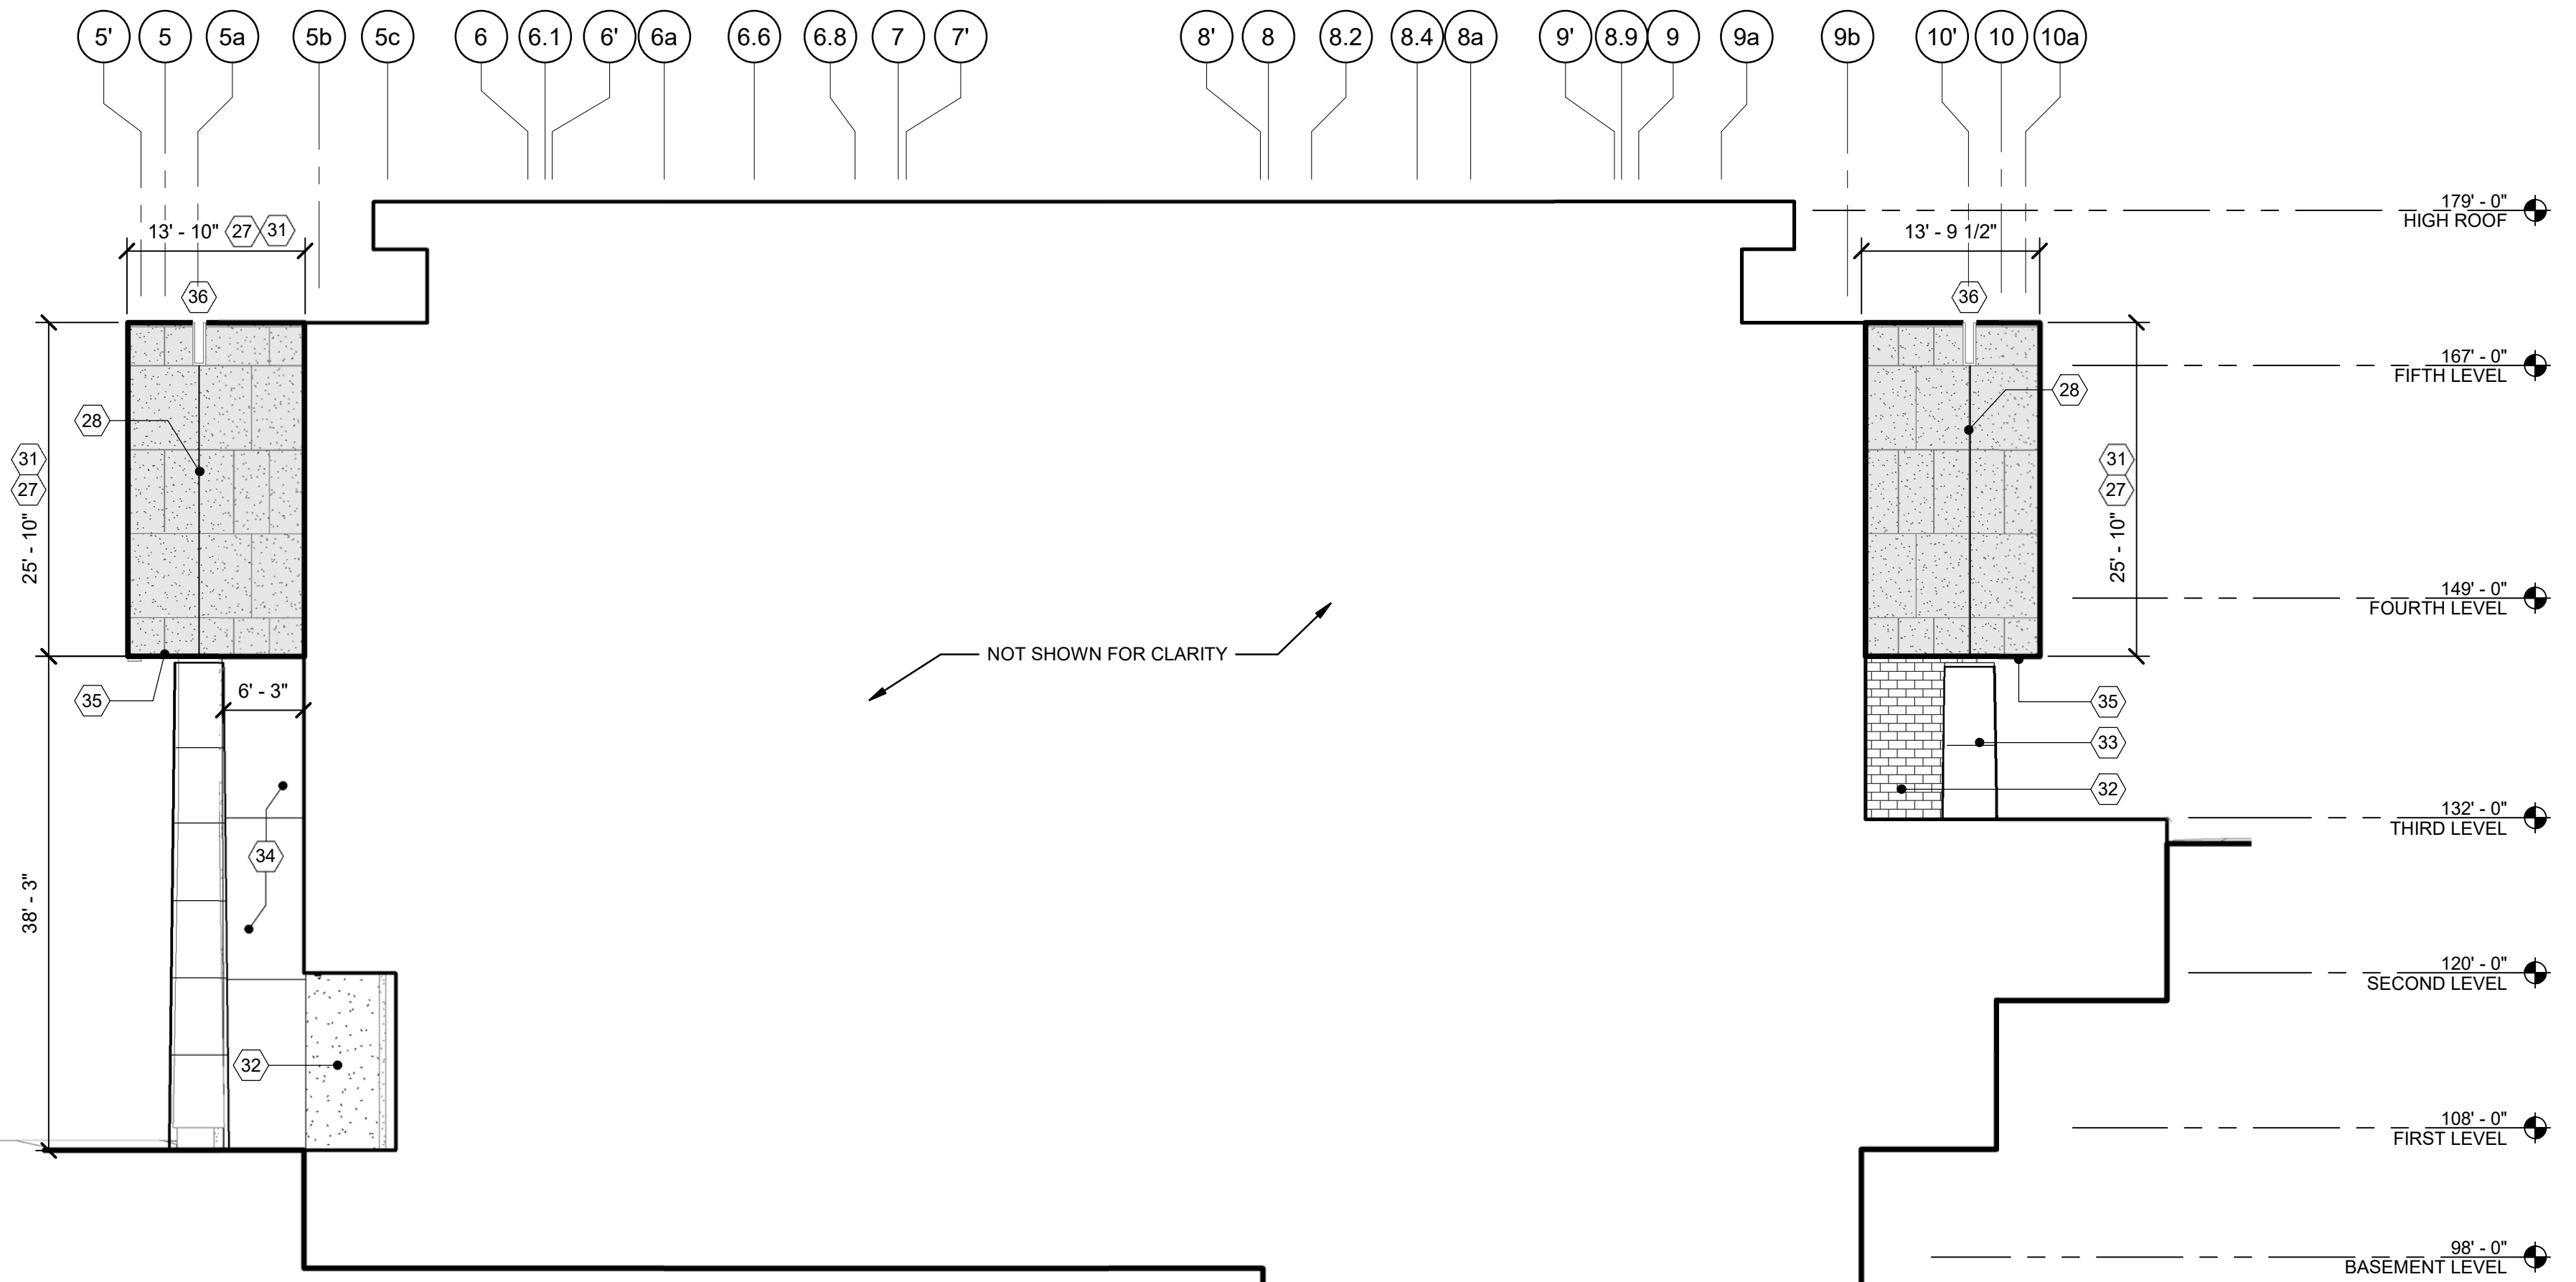 5' 5 5a 5b 5c 6 6.1 6' 6a 6.6 6.8 7 7' 8' 8 8.2 8.4 8a 9' 8.9 9 9a 9b 10' 10 10a
179' - 0"
HIGH ROOF
13' - 10" 27 31
13' - 9 1/2"
36
36
167' - 0"
FIFTH LEVEL
28
28
31
27
25' - 10"
31
27
25' - 10"
149' - 0"
FOURTH LEVEL
NOT SHOWN FOR CLARITY
35
6' - 3"
35
33
32
132' - 0"
THIRD LEVEL
34
38' - 3"
120' - 0"
SECOND LEVEL
32
108' - 0"
FIRST LEVEL
98' - 0"
BASEMENT LEVEL